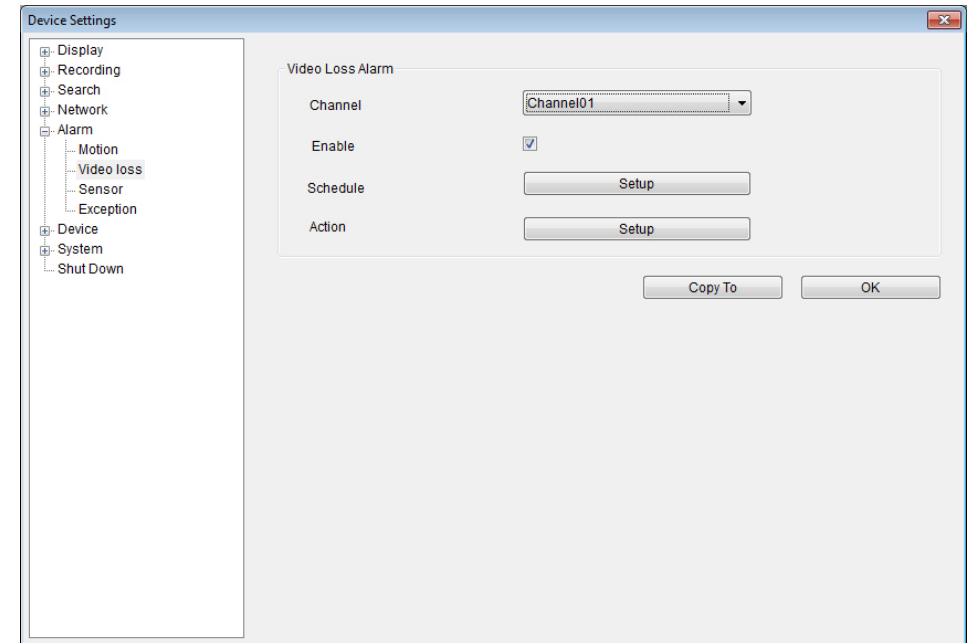 Device Settings
Display
Recording
Search
Network
Alarm
Motion
Video loss
Sensor
Exception
Device
System
Shut Down
Video Loss Alarm
Channel Channel01
Enable
Schedule Setup
Action Setup
Copy To OK